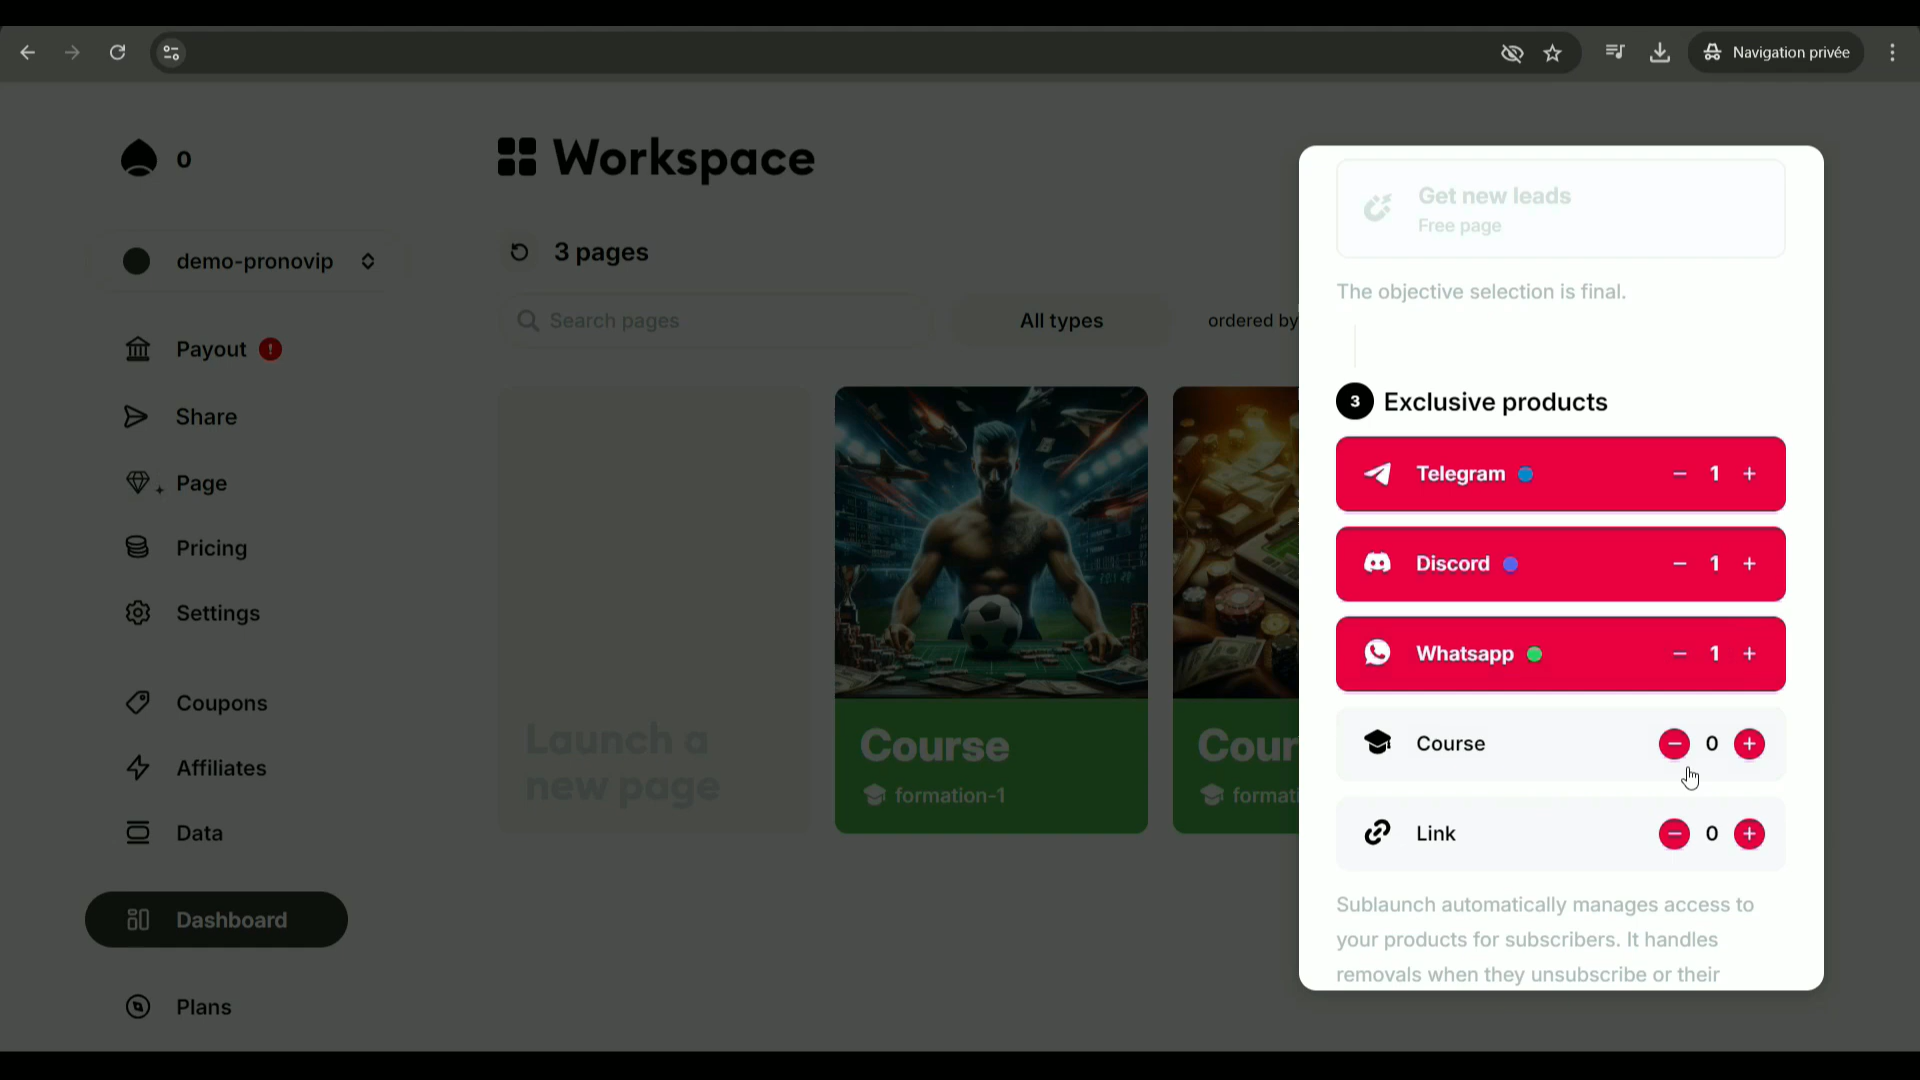 Navigation privée
0
Workspace
demo-pronovip
3 pages
Search pages
All types
ordered by
Payout !
Share
Page
Pricing
Settings
Coupons
Affiliates
Data
Dashboard
Plans
Launch a
new page
Course
formation-1
Cour
formati
Get new leads
Free page
The objective selection is final.
3 Exclusive products
Telegram − 1 +
Discord − 1 +
Whatsapp − 1 +
Course − 0 +
Link − 0 +
Sublaunch automatically manages access to
your products for subscribers. It handles
removals when they unsubscribe or their